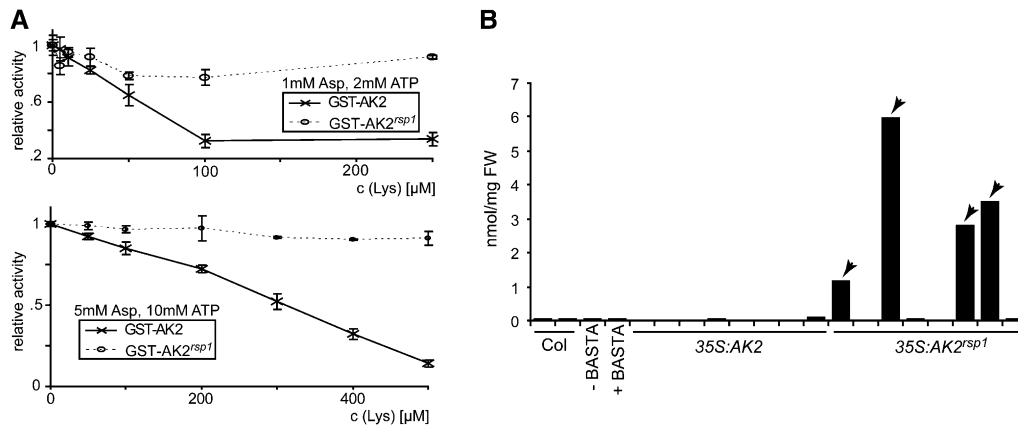 A
relative activity
1
.6
.2
1mM Asp, 2mM ATP
GST-AK2
GST-AK2rsp1
0
100
200
c (Lys) [µM]
relative activity
1
.5
0
5mM Asp, 10mM ATP
GST-AK2
GST-AK2rsp1
0
200
400
c (Lys) [µM]
B
nmol/mg FW
7
6
5
4
3
2
1
0
Col
- BASTA
+ BASTA
35S:AK2
35S:AK2rsp1